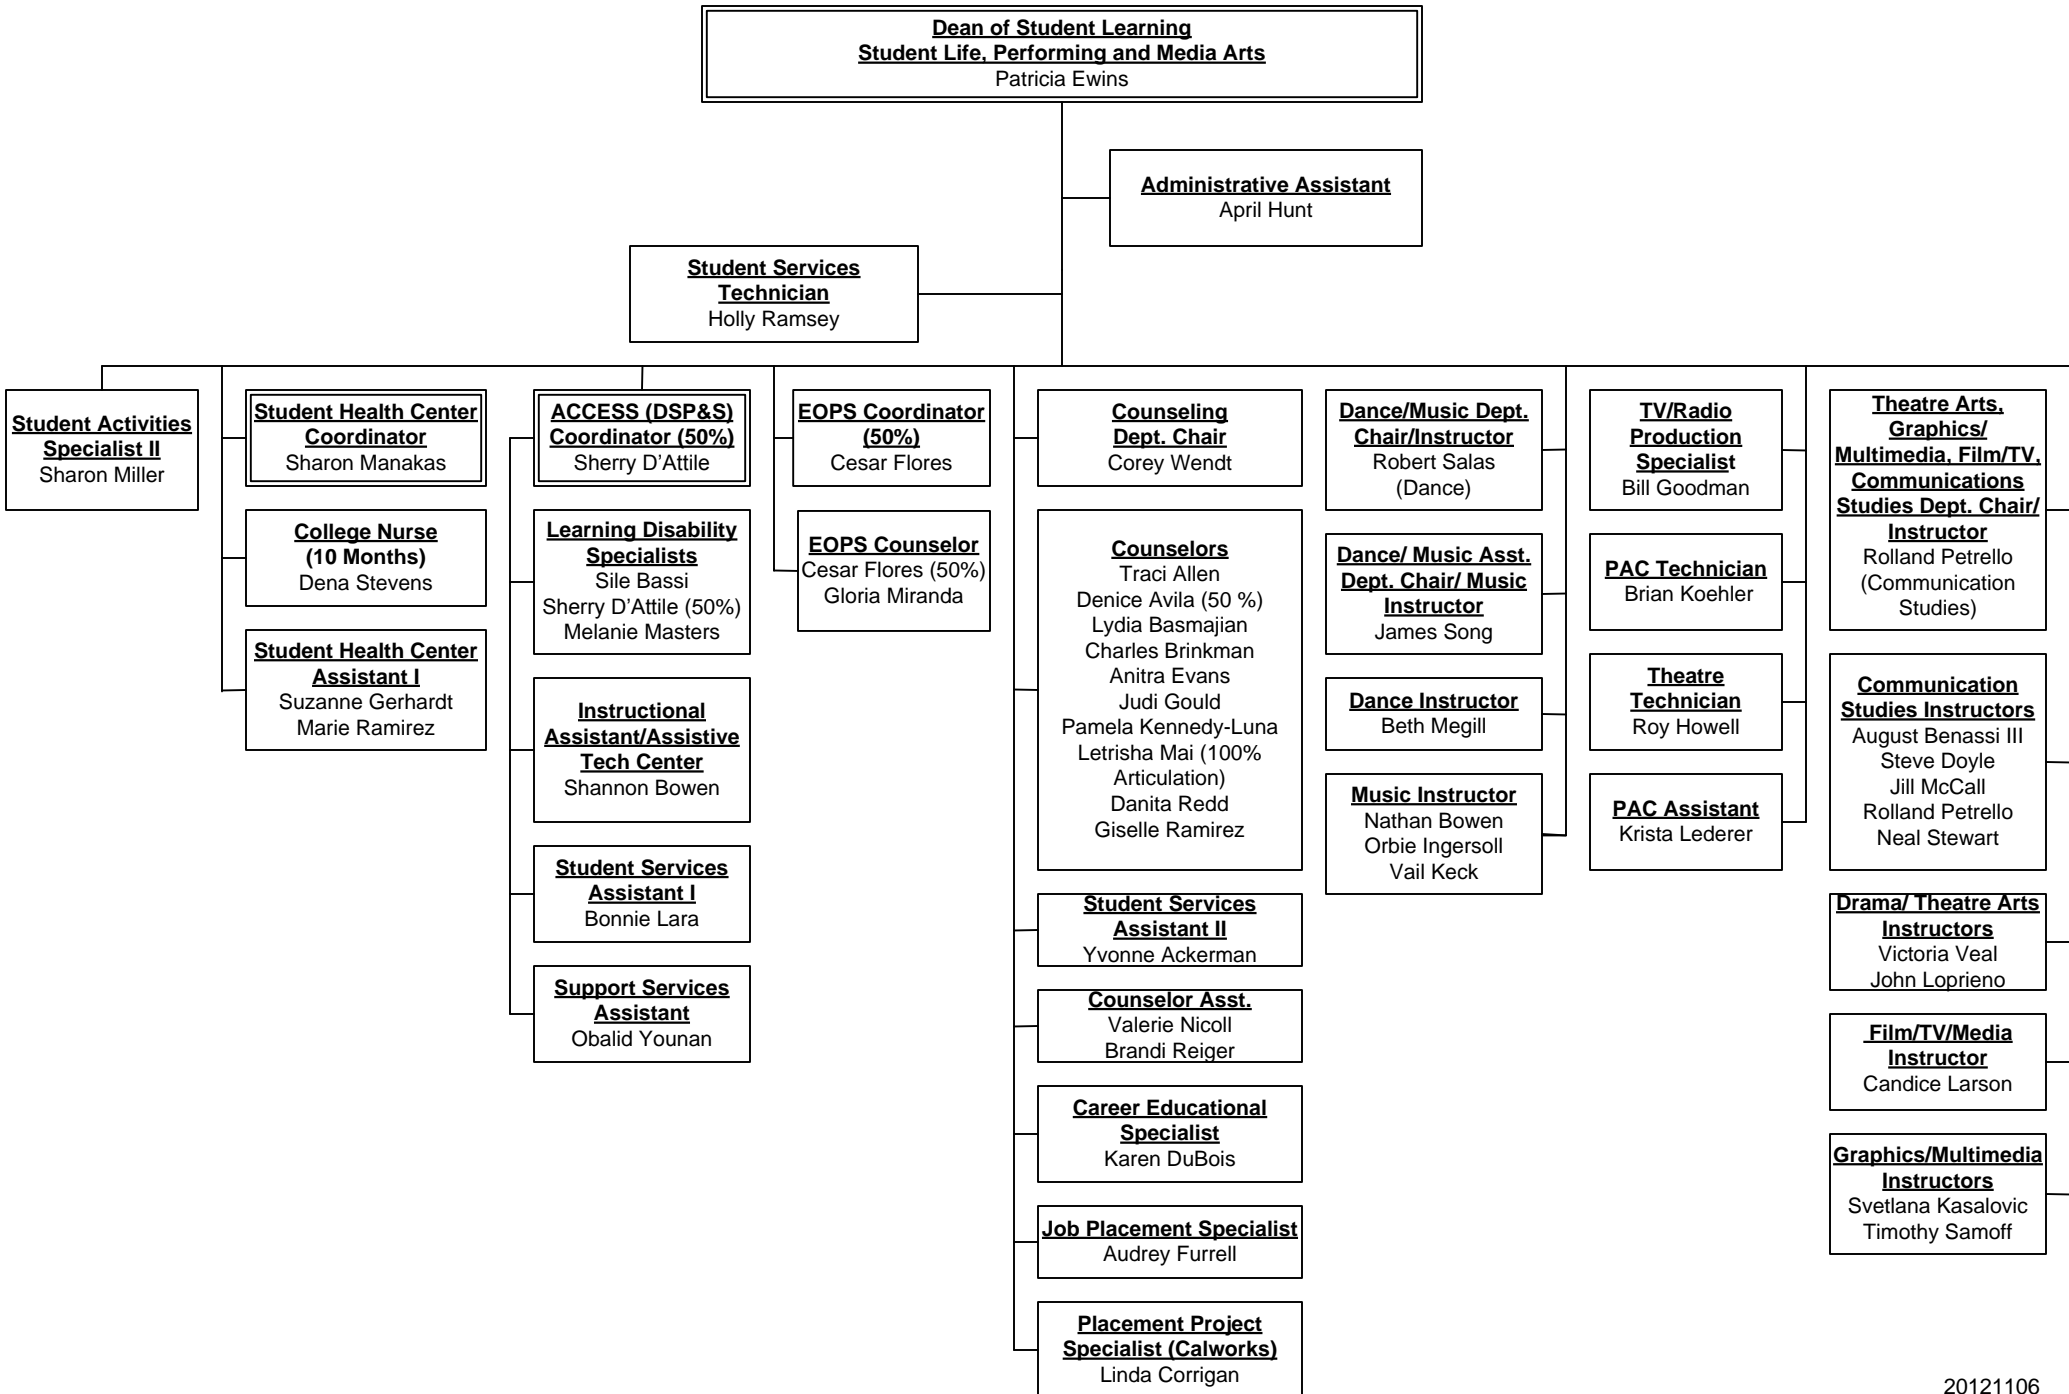 Dean of Student Learning
Student Life, Performing and Media Arts
Patricia Ewins
Administrative Assistant
April Hunt
Student Services
Technician
Holly Ramsey
Student Activities
Specialist II
Sharon Miller
Student Health Center
Coordinator
Sharon Manakas
College Nurse
(10 Months)
Dena Stevens
Student Health Center
Assistant I
Suzanne Gerhardt
Marie Ramirez
ACCESS (DSP&S)
Coordinator (50%)
Sherry D'Attile
Learning Disability
Specialists
Sile Bassi
Sherry D'Attile (50%)
Melanie Masters
Instructional
Assistant/Assistive
Tech Center
Shannon Bowen
Student Services
Assistant I
Bonnie Lara
Support Services
Assistant
Obalid Younan
EOPS Coordinator
(50%)
Cesar Flores
EOPS Counselor
Cesar Flores (50%)
Gloria Miranda
Counseling
Dept. Chair
Corey Wendt
Counselors
Traci Allen
Denice Avila (50 %)
Lydia Basmajian
Charles Brinkman
Anitra Evans
Judi Gould
Pamela Kennedy-Luna
Letrisha Mai (100%
Articulation)
Danita Redd
Giselle Ramirez
Student Services
Assistant II
Yvonne Ackerman
Counselor Asst.
Valerie Nicoll
Brandi Reiger
Career Educational
Specialist
Karen DuBois
Job Placement Specialist
Audrey Furrell
Placement Project
Specialist (Calworks)
Linda Corrigan
Dance/Music Dept.
Chair/Instructor
Robert Salas
(Dance)
Dance/ Music Asst.
Dept. Chair/ Music
Instructor
James Song
Dance Instructor
Beth Megill
Music Instructor
Nathan Bowen
Orbie Ingersoll
Vail Keck
TV/Radio
Production
Specialist
Bill Goodman
PAC Technician
Brian Koehler
Theatre
Technician
Roy Howell
PAC Assistant
Krista Lederer
Theatre Arts,
Graphics/
Multimedia, Film/TV,
Communications
Studies Dept. Chair/
Instructor
Rolland Petrello
(Communication
Studies)
Communication
Studies Instructors
August Benassi III
Steve Doyle
Jill McCall
Rolland Petrello
Neal Stewart
Drama/ Theatre Arts
Instructors
Victoria Veal
John Loprieno
Film/TV/Media
Instructor
Candice Larson
Graphics/Multimedia
Instructors
Svetlana Kasalovic
Timothy Samoff
20121106